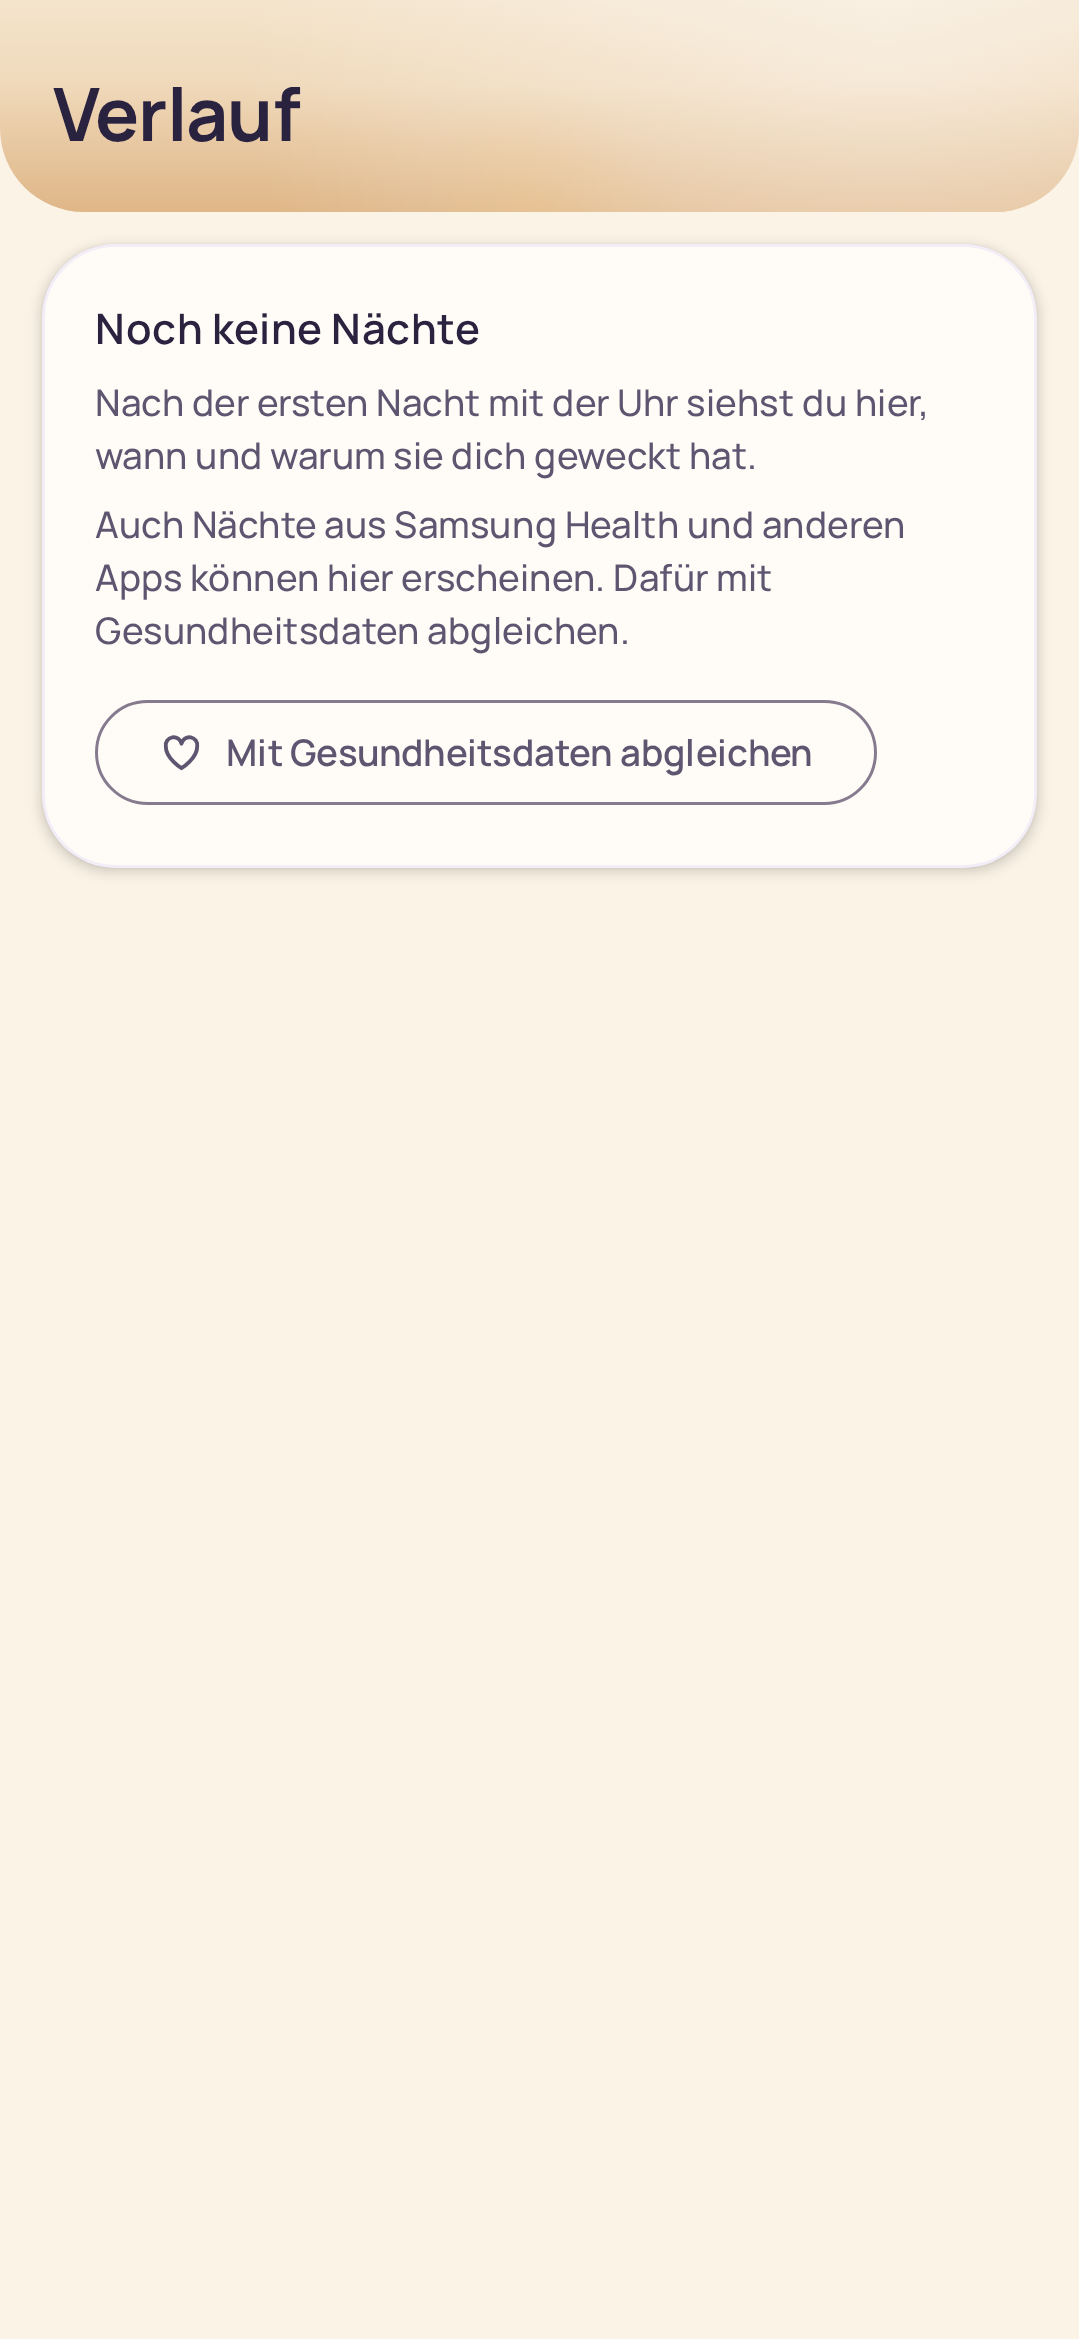 Verlauf
Noch keine Nächte
Nach der ersten Nacht mit der Uhr siehst du hier,
wann und warum sie dich geweckt hat.
Auch Nächte aus Samsung Health und anderen
Apps können hier erscheinen. Dafür mit
Gesundheitsdaten abgleichen.
Mit Gesundheitsdaten abgleichen